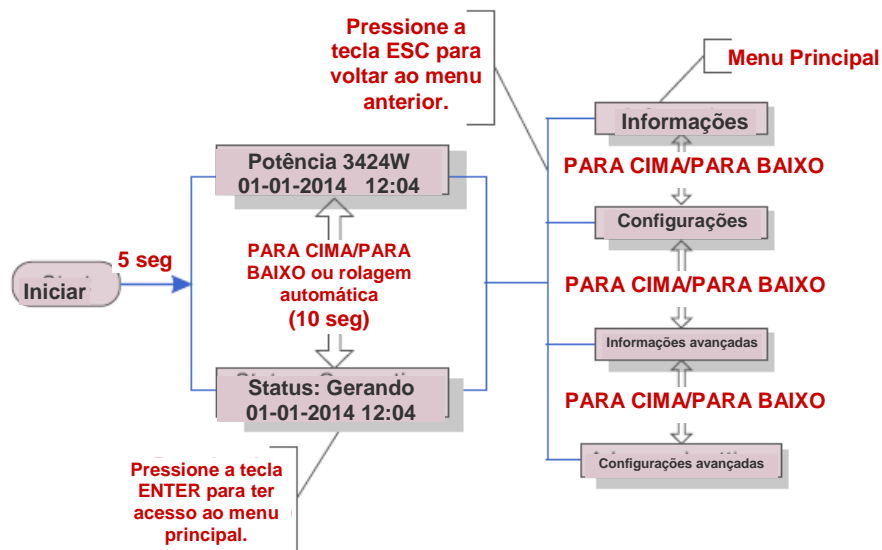 Pressione a
tecla ESC para
voltar ao menu
anterior.
Menu Principal
Informações
Potência 3424W
01-01-2014 12:04
PARA CIMA/PARA BAIXO
Configurações
5 seg
Iniciar
PARA CIMA/PARA
BAIXO ou rolagem
automática
(10 seg)
PARA CIMA/PARA BAIXO
Informações avançadas
Status: Gerando
01-01-2014 12:04
PARA CIMA/PARA BAIXO
Configurações avançadas
Pressione a tecla
ENTER para ter
acesso ao menu
principal.